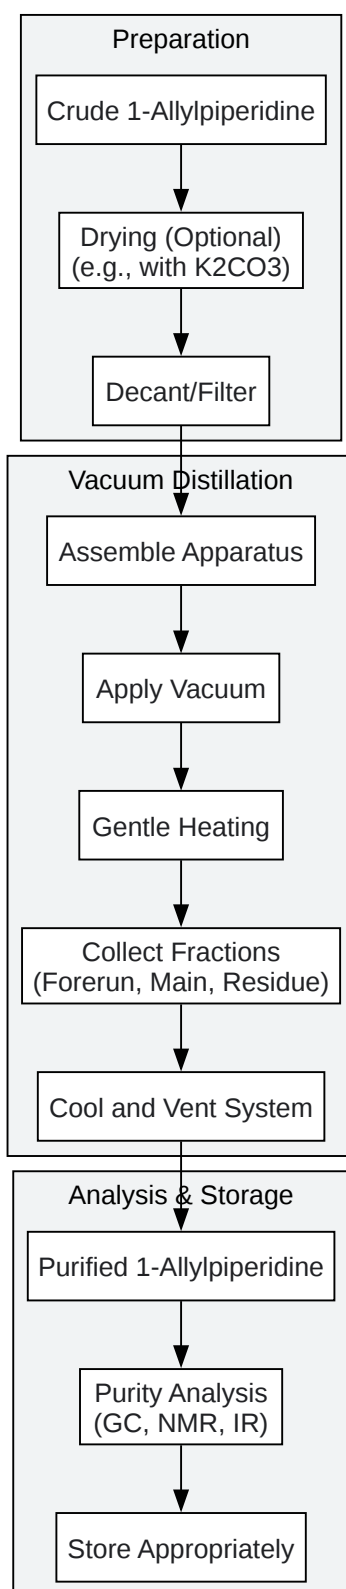 Preparation
Crude 1-Allylpiperidine
Drying (Optional)
(e.g., with K2CO3)
Decant/Filter
Vacuum Distillation
Assemble Apparatus
Apply Vacuum
Gentle Heating
Collect Fractions
(Forerun, Main, Residue)
Cool and Vent System
Analysis & Storage
Purified 1-Allylpiperidine
Purity Analysis
(GC, NMR, IR)
Store Appropriately